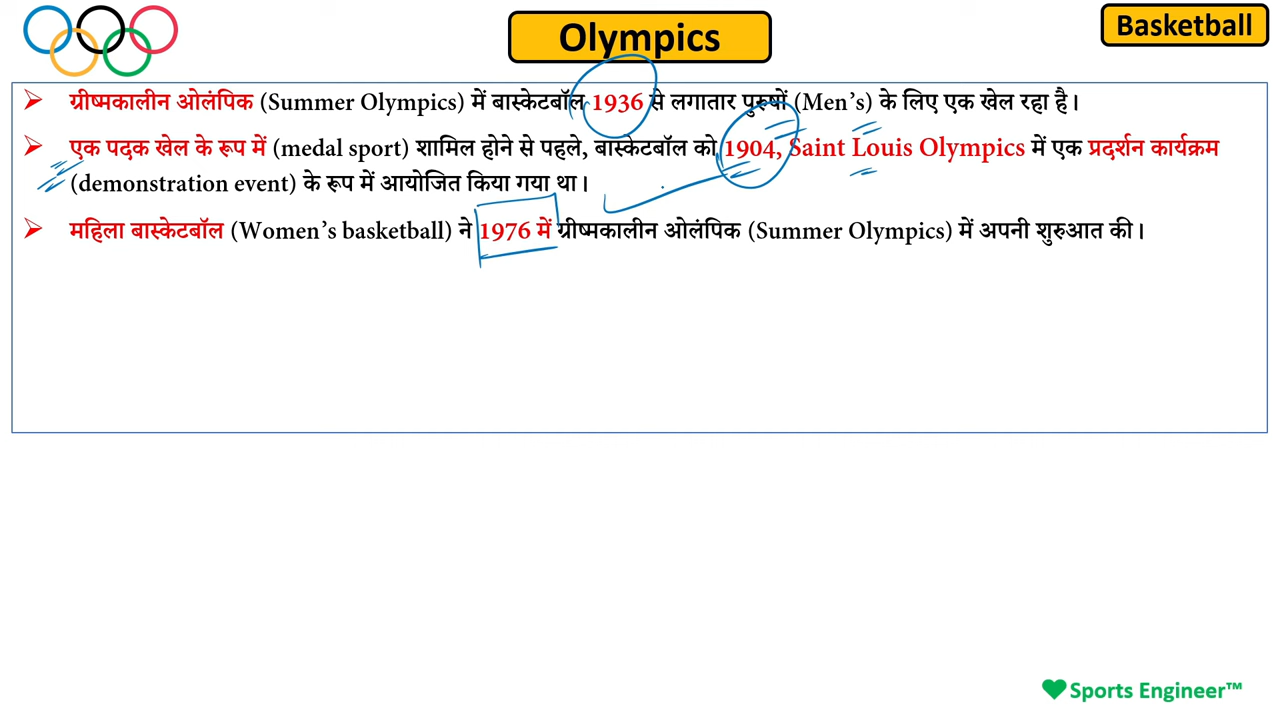 Olympics
Basketball
ग्रीष्मकालीन ओलंपिक (Summer Olympics) में बास्केटबॉल 1936 से लगातार पुरुषों (Men's) के लिए एक खेल रहा है।
एक पदक खेल के रूप में (medal sport) शामिल होने से पहले, बास्केटबॉल को 1904, Saint Louis Olympics में एक प्रदर्शन कार्यक्रम
(demonstration event) के रूप में आयोजित किया गया था।
महिला बास्केटबॉल (Women's basketball) ने 1976 में ग्रीष्मकालीन ओलंपिक (Summer Olympics) में अपनी शुरुआत की।
Sports Engineer™